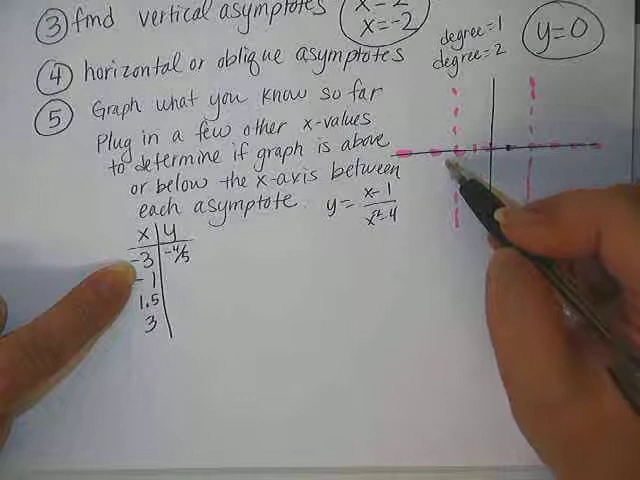 ③ find vertical asymptotes x=2
x=-2
④ horizontal or oblique asymptotes degree=1
degree=2 y=0
⑤ Graph what you know so far
Plug in a few other x-values
to determine if graph is above
or below the x-axis between
each asymptote. y= x-1/x²-4
x | y
-3 | -4/5
-1
1.5
3